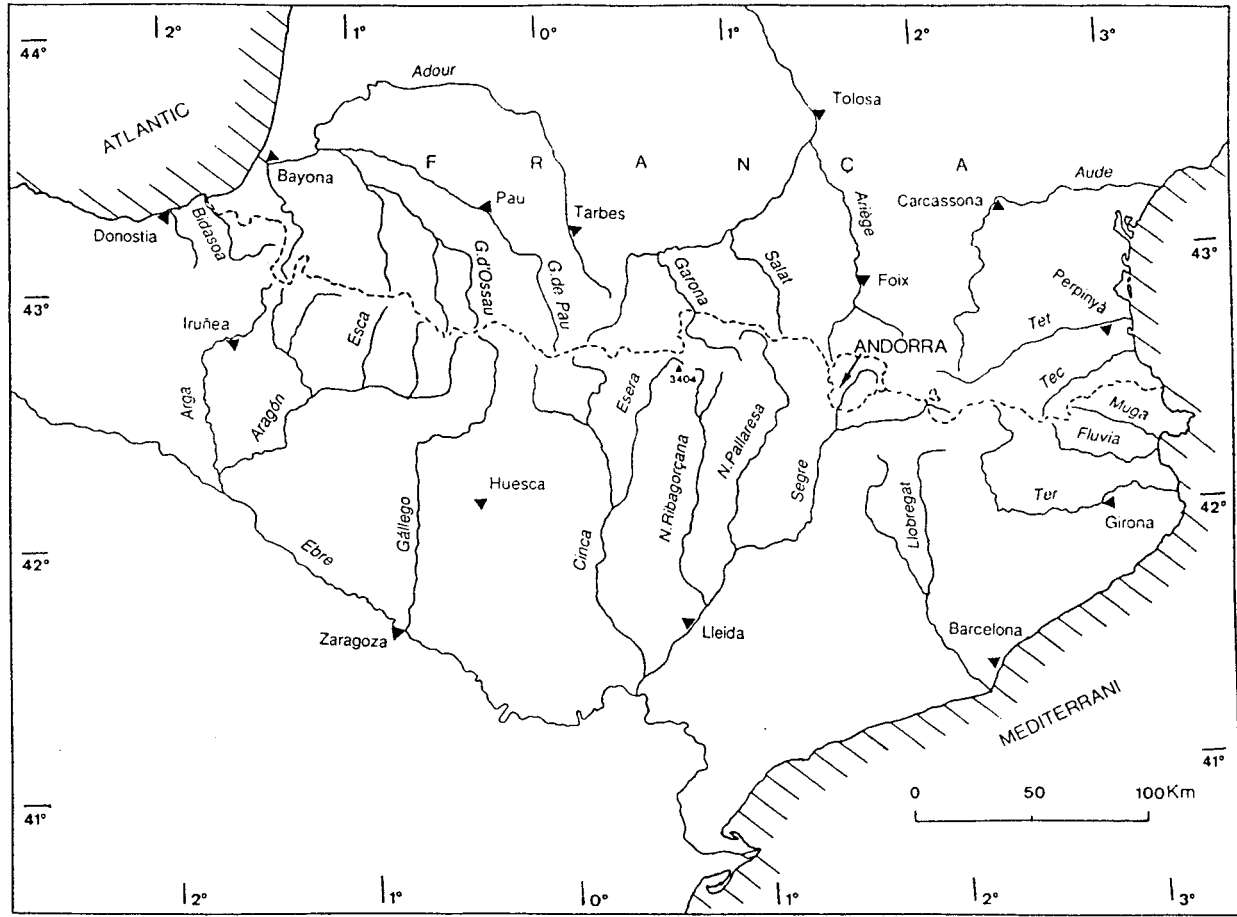 2° 1° 0° 1° 2° 3°
44°
Adour
Tolosa
ATLANTIC
F R A N Ç A
Bayona
Pau
Carcassona
Aude
Ariège
Bidasoa
Donostia
Tarbes
43°
G.d'Ossau
G.de Pau
Garona
Salat
Foix
Perpinyà
43°
Iruñea
Esca
Tet
ANDORRA
3404
Tec
Arga
Aragón
Esera
Muga
Fluvia
N.Pallaresa
N.Ribagorçana
Segre
Huesca
Gállego
Llobregat
Ter
42°
Girona
Ebre
Cinca
42°
Zaragoza
Lleida
Barcelona
MEDITERRANI
41°
0 50 100Km
41°
2° 1° 0° 1° 2° 3°